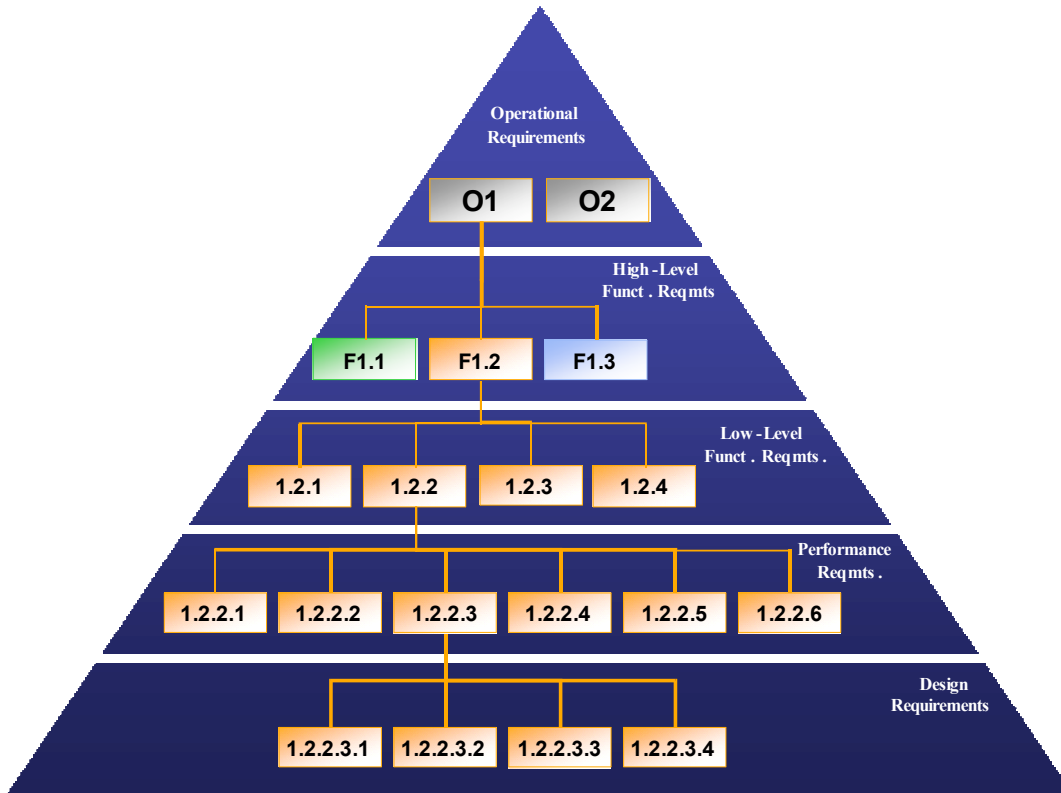 Operational
Requirements
O1 O2
High-Level
Funct . Reqmts
F1.1 F1.2 F1.3
Low-Level
Funct . Reqmts .
1.2.1 1.2.2 1.2.3 1.2.4
Performance
Reqmts .
1.2.2.1 1.2.2.2 1.2.2.3 1.2.2.4 1.2.2.5 1.2.2.6
Design
Requirements
1.2.2.3.1 1.2.2.3.2 1.2.2.3.3 1.2.2.3.4